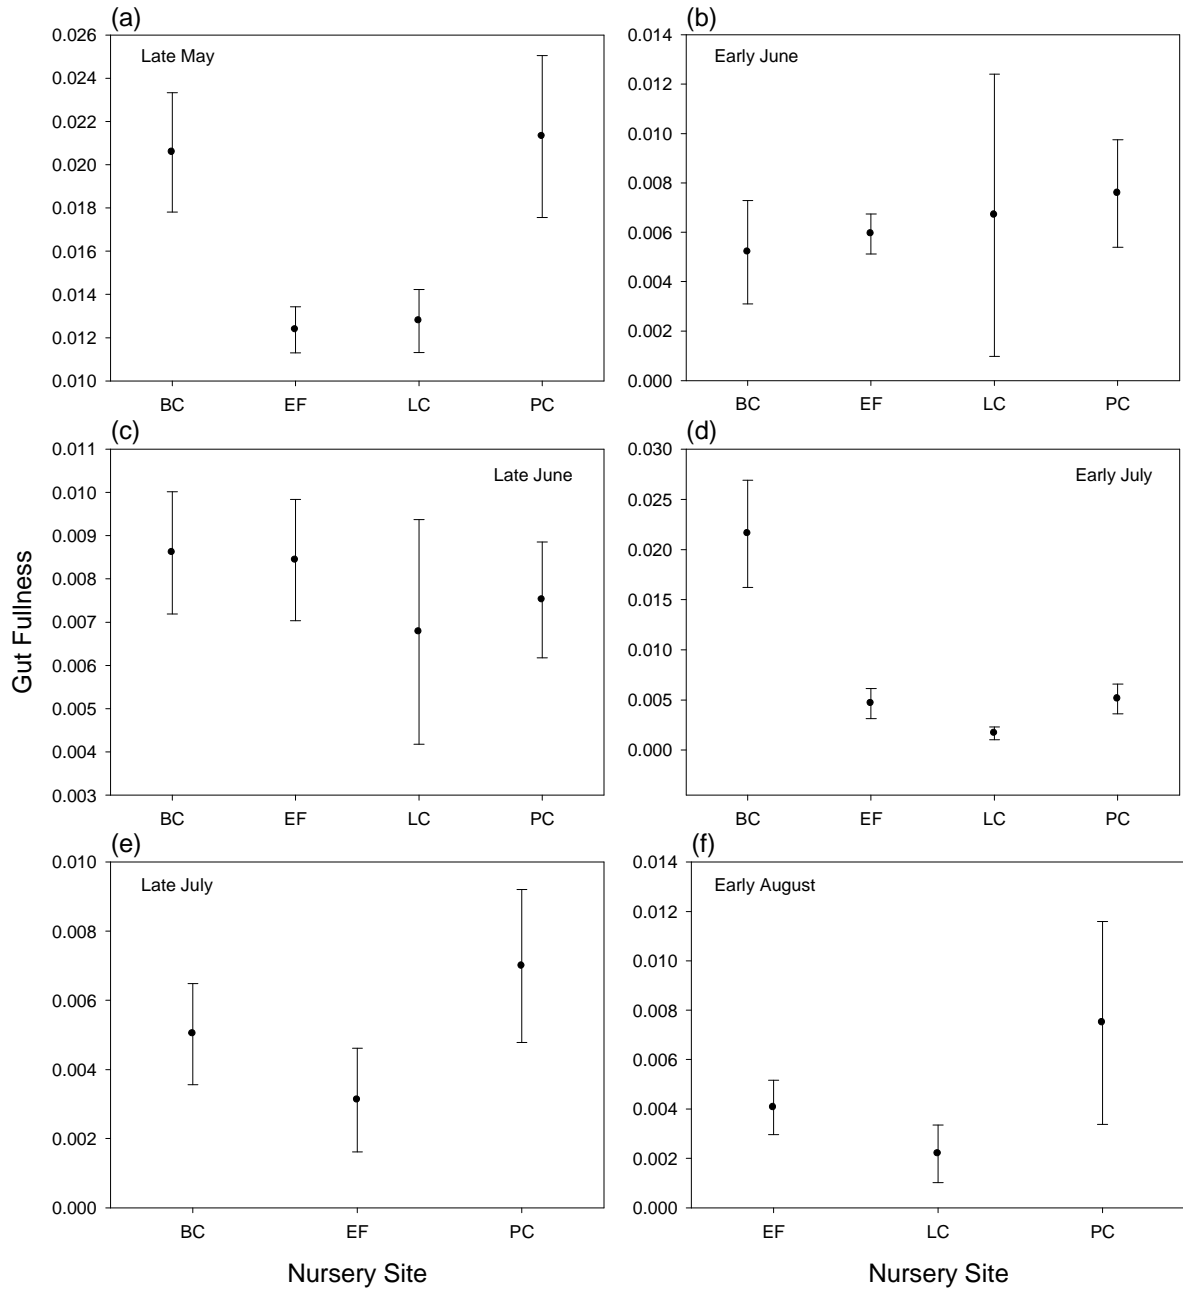 (a)
Late May
0.026
0.024
0.022
0.020
0.018
0.016
0.014
0.012
0.010
BC EF LC PC
(b)
Early June
0.014
0.012
0.010
0.008
0.006
0.004
0.002
0.000
BC EF LC PC
(c)
Late June
0.011
0.010
0.009
0.008
0.007
0.006
0.005
0.004
0.003
BC EF LC PC
(d)
Early July
0.030
0.025
0.020
0.015
0.010
0.005
0.000
BC EF LC PC
Gut Fullness
(e)
Late July
0.010
0.008
0.006
0.004
0.002
0.000
BC EF PC
Nursery Site
(f)
Early August
0.014
0.012
0.010
0.008
0.006
0.004
0.002
0.000
EF LC PC
Nursery Site